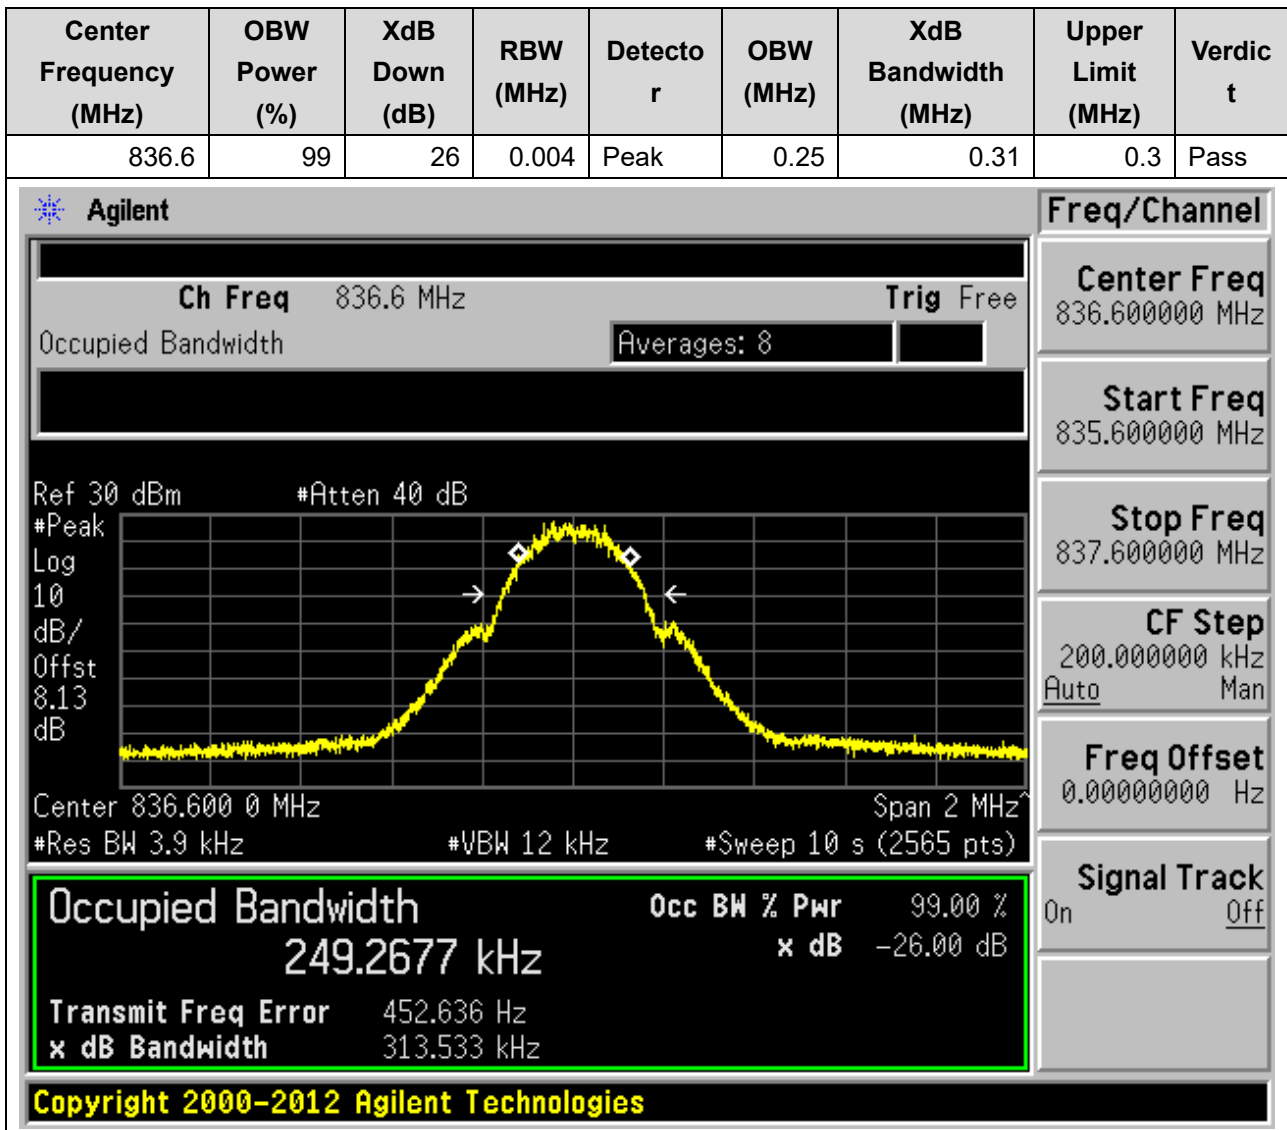 Center Frequency (MHz) OBW Power (%) XdB Down (dB) RBW (MHz) Detecto r OBW (MHz) XdB Bandwidth (MHz) Upper Limit (MHz) Verdic t
836.6 99 26 0.004 Peak 0.25 0.31 0.3 Pass
Agilent
Freq/Channel
Ch Freq 836.6 MHz Trig Free
Occupied Bandwidth Averages: 8
Ref 30 dBm #Atten 40 dB
#Peak
Log
10
dB/
Offst
8.13
dB
Center 836.600 0 MHz Span 2 MHz^
#Res BW 3.9 kHz #VBW 12 kHz #Sweep 10 s (2565 pts)
Occupied Bandwidth Occ BW % Pwr 99.00 %
249.2677 kHz x dB -26.00 dB
Transmit Freq Error 452.636 Hz
x dB Bandwidth 313.533 kHz
Center Freq
836.600000 MHz
Start Freq
835.600000 MHz
Stop Freq
837.600000 MHz
CF Step
200.000000 kHz
Auto Man
Freq Offset
0.00000000 Hz
Signal Track
On Off
Copyright 2000-2012 Agilent Technologies